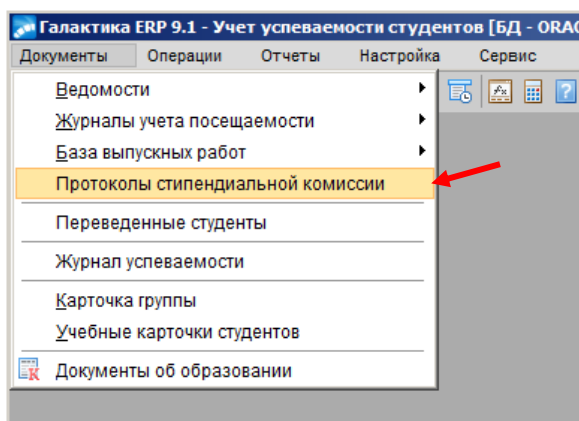 Галактика ERP 9.1 - Учет успеваемости студентов [БД - ORAC
Документы Операции Отчеты Настройка Сервис
Ведомости
Журналы учета посещаемости
База выпускных работ
Протоколы стипендиальной комиссии
Переведенные студенты
Журнал успеваемости
Карточка группы
Учебные карточки студентов
Документы об образовании